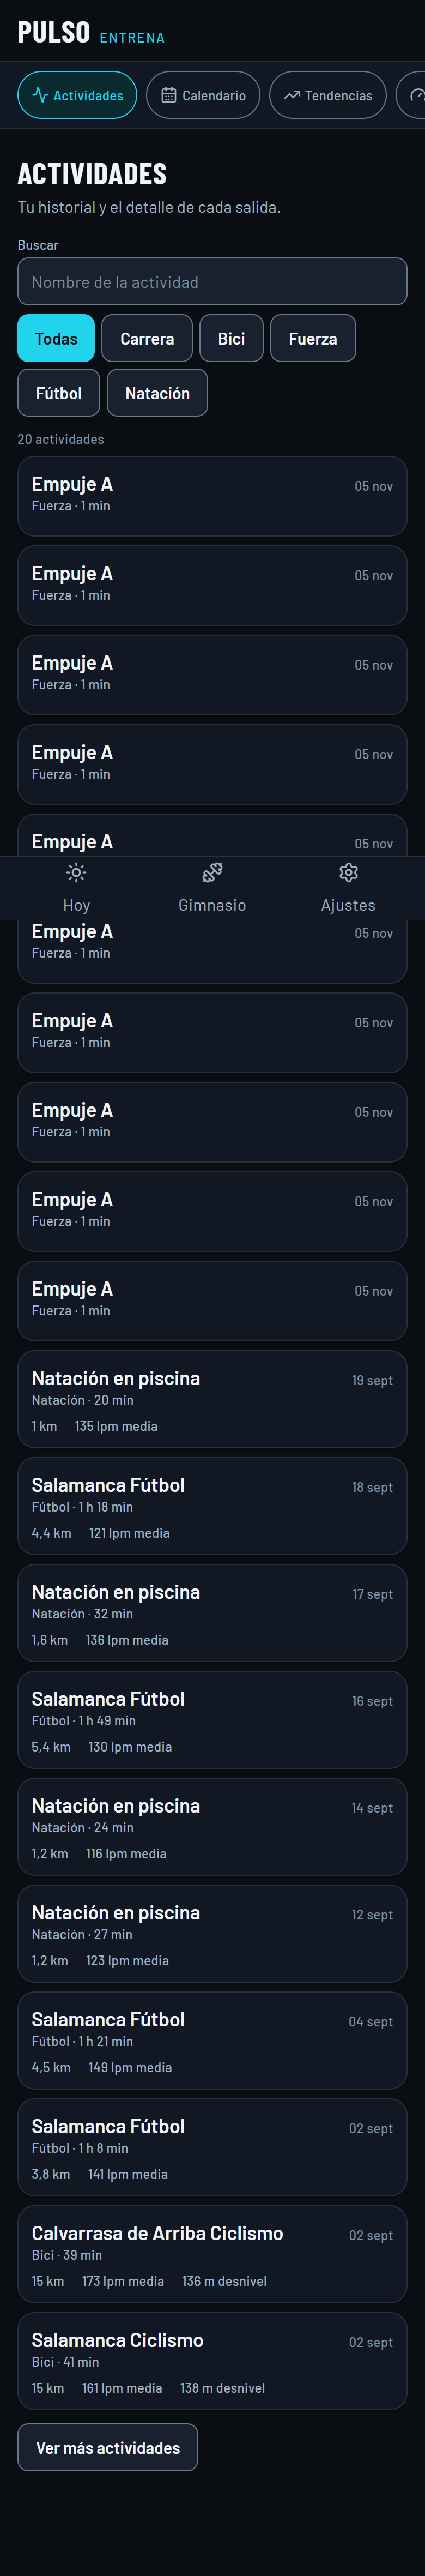 PULSO ENTRENA
Actividades Calendario Tendencias
ACTIVIDADES
Tu historial y el detalle de cada salida.
Buscar
Nombre de la actividad
Todas Carrera Bici Fuerza
Fútbol Natación
20 actividades
Empuje A 05 nov
Fuerza · 1 min
Empuje A 05 nov
Fuerza · 1 min
Empuje A 05 nov
Fuerza · 1 min
Empuje A 05 nov
Fuerza · 1 min
Empuje A 05 nov
Hoy Gimnasio Ajustes
Empuje A 05 nov
Fuerza · 1 min
Empuje A 05 nov
Fuerza · 1 min
Empuje A 05 nov
Fuerza · 1 min
Empuje A 05 nov
Fuerza · 1 min
Empuje A 05 nov
Fuerza · 1 min
Natación en piscina 19 sept
Natación · 20 min
1 km 135 lpm media
Salamanca Fútbol 18 sept
Fútbol · 1 h 18 min
4,4 km 121 lpm media
Natación en piscina 17 sept
Natación · 32 min
1,6 km 136 lpm media
Salamanca Fútbol 16 sept
Fútbol · 1 h 49 min
5,4 km 130 lpm media
Natación en piscina 14 sept
Natación · 24 min
1,2 km 116 lpm media
Natación en piscina 12 sept
Natación · 27 min
1,2 km 123 lpm media
Salamanca Fútbol 04 sept
Fútbol · 1 h 21 min
4,5 km 149 lpm media
Salamanca Fútbol 02 sept
Fútbol · 1 h 8 min
3,8 km 141 lpm media
Calvarrasa de Arriba Ciclismo 02 sept
Bici · 39 min
15 km 173 lpm media 136 m desnivel
Salamanca Ciclismo 02 sept
Bici · 41 min
15 km 161 lpm media 138 m desnivel
Ver más actividades